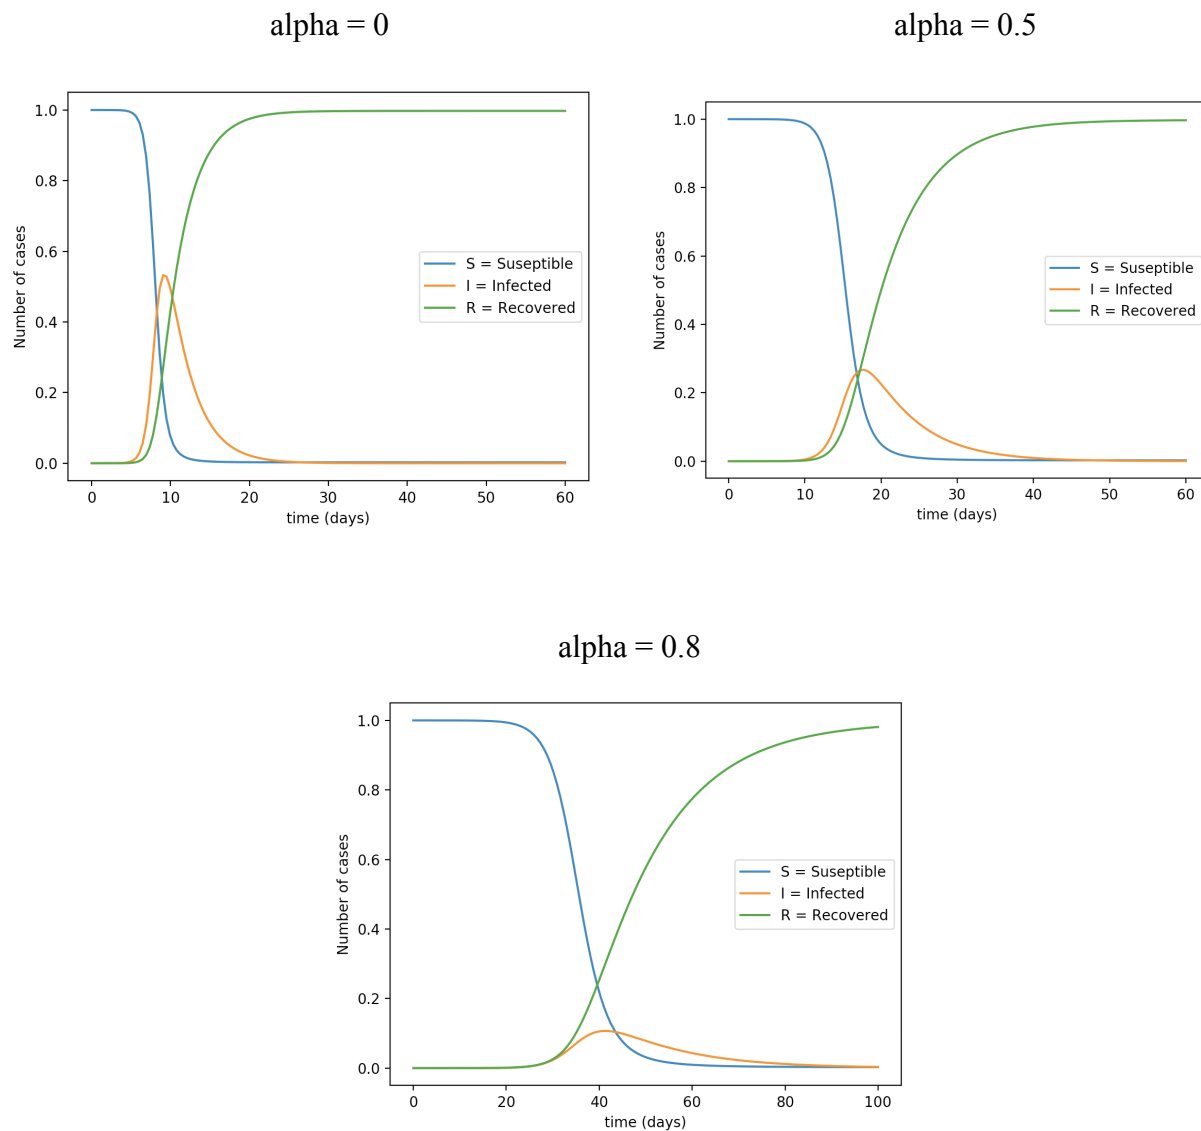 alpha = 0
alpha = 0.5
1.0
0.8
0.6
0.4
0.2
0.0
Number of cases
S = Suseptible
I = Infected
R = Recovered
0 10 20 30 40 50 60
time (days)
1.0
0.8
0.6
0.4
0.2
0.0
Number of cases
S = Suseptible
I = Infected
R = Recovered
0 10 20 30 40 50 60
time (days)
alpha = 0.8
1.0
0.8
0.6
0.4
0.2
0.0
Number of cases
S = Suseptible
I = Infected
R = Recovered
0 20 40 60 80 100
time (days)